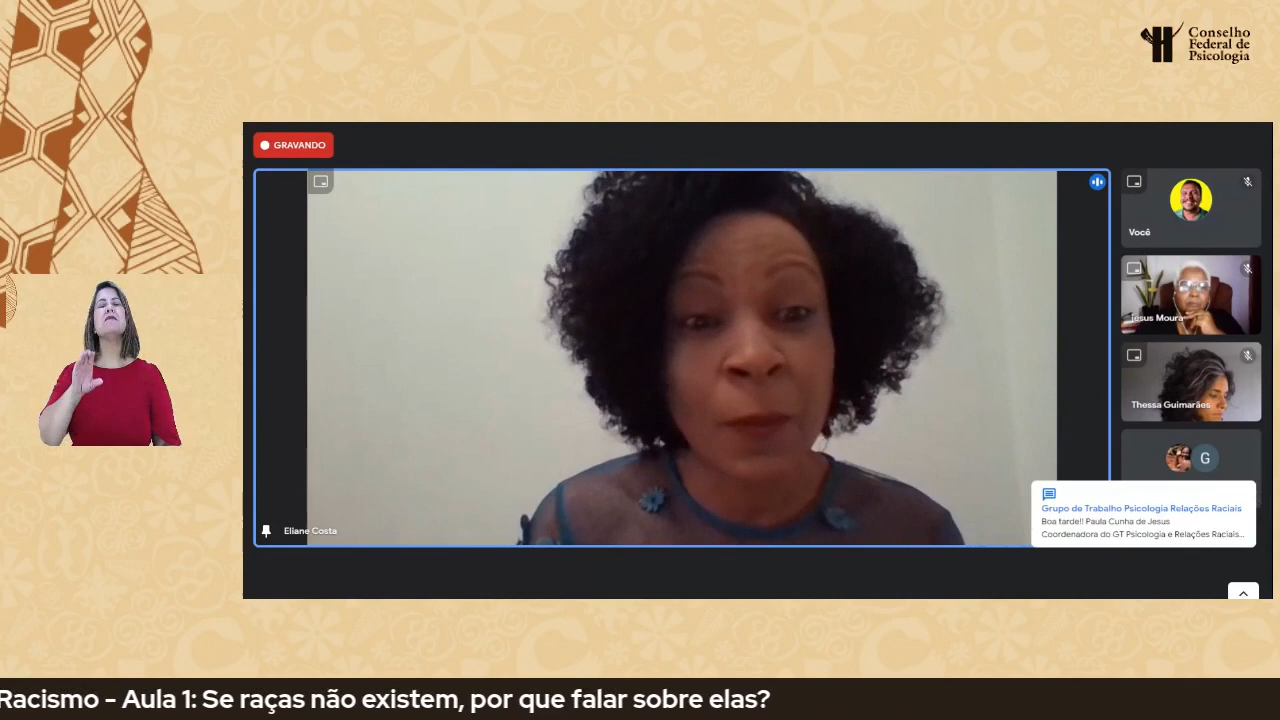 Conselho
Federal de
Psicologia
GRAVANDO
Você
Jesus Moura
Thessa Guimarães
G
Eliane Costa
Grupo de Trabalho Psicologia Relações Raciais
Boa tarde!! Paula Cunha de Jesus
Coordenadora do GT Psicologia e Relações Raciais...
Racismo - Aula 1: Se raças não existem, por que falar sobre elas?